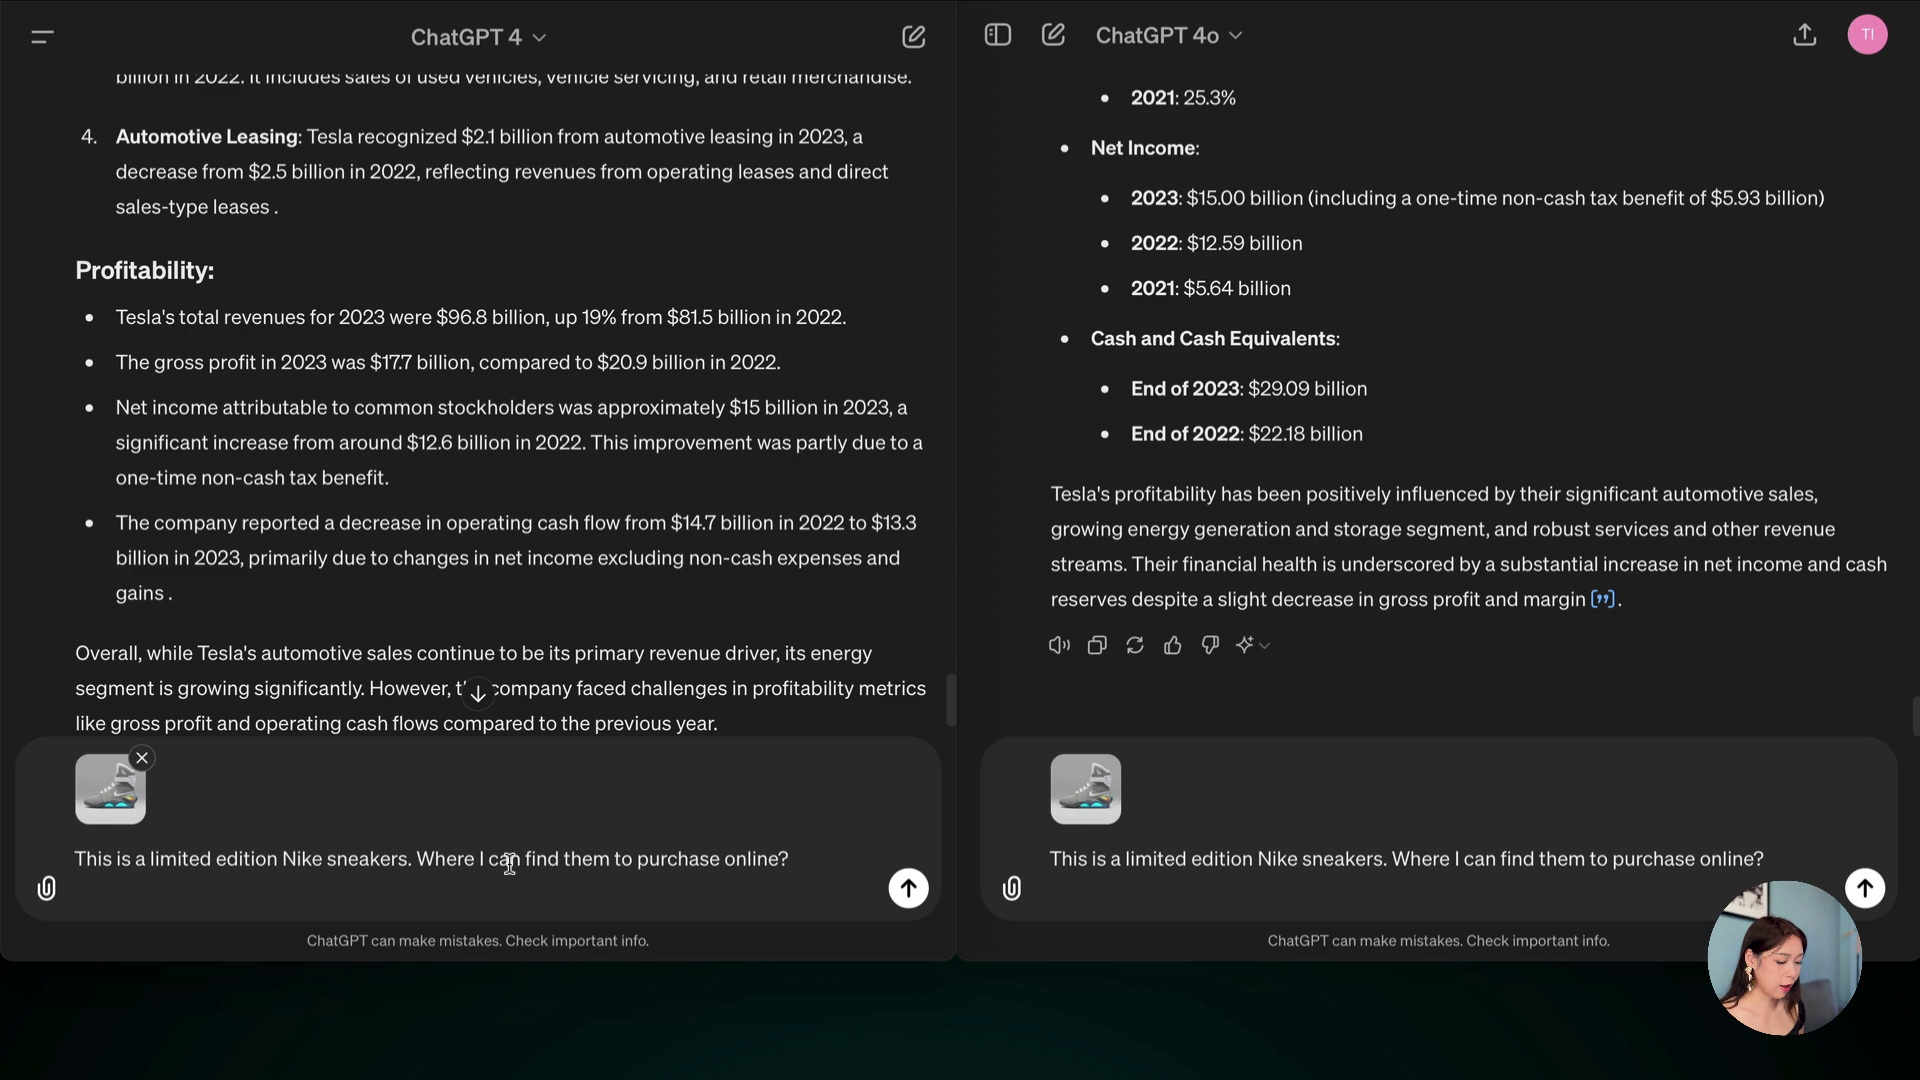 ChatGPT 4
billion in 2022. It includes sales of used vehicles, vehicle servicing, and retail merchandise.
4. Automotive Leasing: Tesla recognized $2.1 billion from automotive leasing in 2023, a
decrease from $2.5 billion in 2022, reflecting revenues from operating leases and direct
sales-type leases .
Profitability:
• Tesla's total revenues for 2023 were $96.8 billion, up 19% from $81.5 billion in 2022.
• The gross profit in 2023 was $17.7 billion, compared to $20.9 billion in 2022.
• Net income attributable to common stockholders was approximately $15 billion in 2023, a
significant increase from around $12.6 billion in 2022. This improvement was partly due to a
one-time non-cash tax benefit.
• The company reported a decrease in operating cash flow from $14.7 billion in 2022 to $13.3
billion in 2023, primarily due to changes in net income excluding non-cash expenses and
gains .
Overall, while Tesla's automotive sales continue to be its primary revenue driver, its energy
segment is growing significantly. However, company faced challenges in profitability metrics
like gross profit and operating cash flows compared to the previous year.
This is a limited edition Nike sneakers. Where I can find them to purchase online?
ChatGPT can make mistakes. Check important info.
ChatGPT 4o
TI
• 2021: 25.3%
• Net Income:
• 2023: $15.00 billion (including a one-time non-cash tax benefit of $5.93 billion)
• 2022: $12.59 billion
• 2021: $5.64 billion
• Cash and Cash Equivalents:
• End of 2023: $29.09 billion
• End of 2022: $22.18 billion
Tesla's profitability has been positively influenced by their significant automotive sales,
growing energy generation and storage segment, and robust services and other revenue
streams. Their financial health is underscored by a substantial increase in net income and cash
reserves despite a slight decrease in gross profit and margin ["].
This is a limited edition Nike sneakers. Where I can find them to purchase online?
ChatGPT can make mistakes. Check important info.